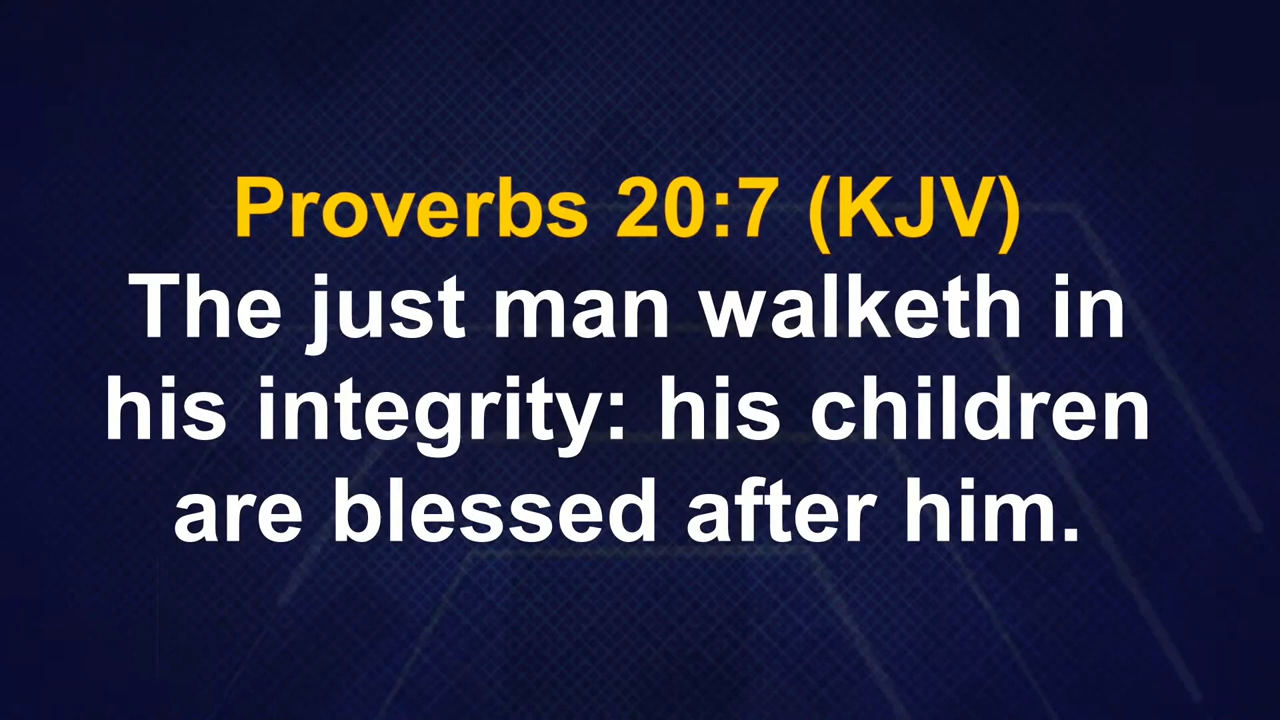 Proverbs 20:7 (KJV)
The just man walketh in
his integrity: his children
are blessed after him.